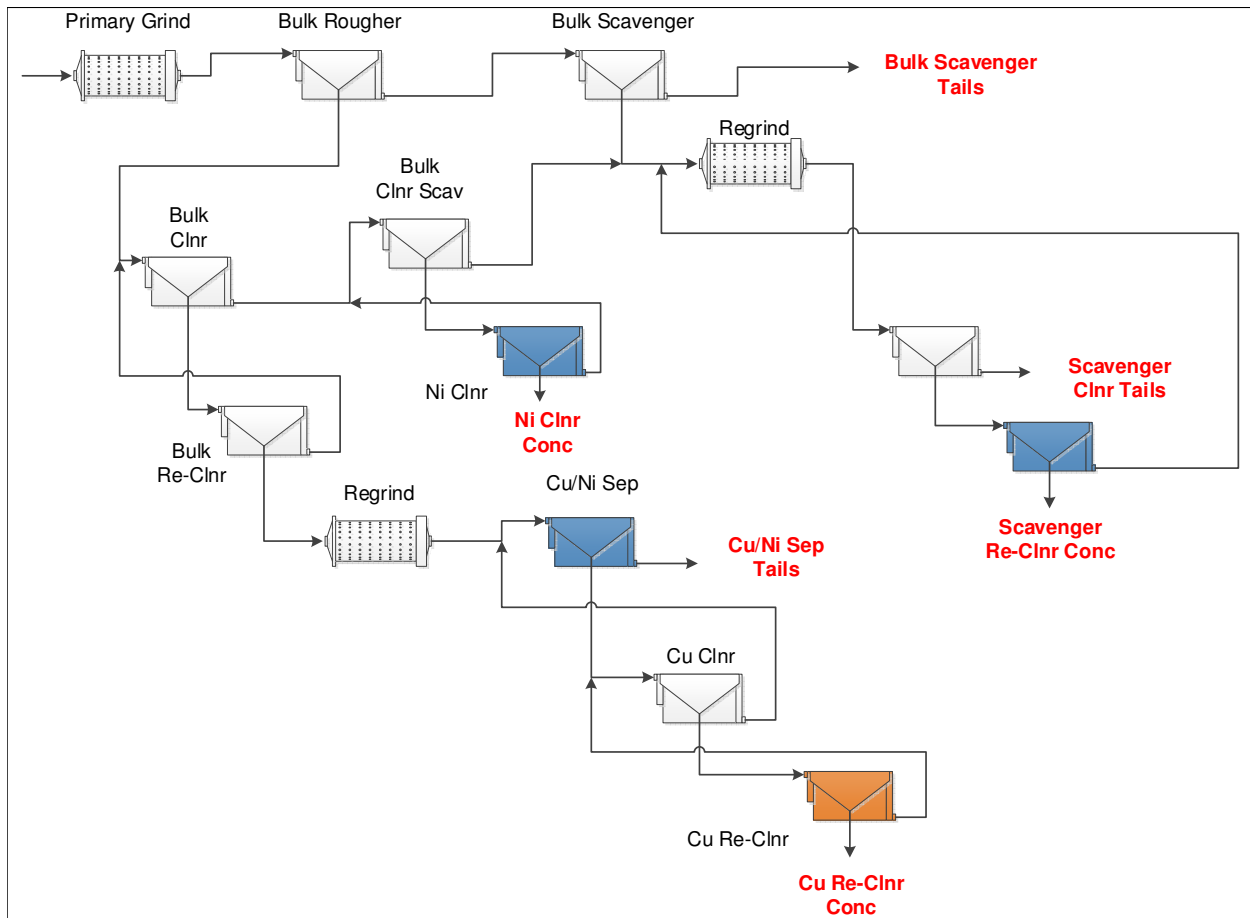 Primary Grind
Bulk Rougher
Bulk Scavenger
Bulk Scavenger
Tails
Regrind
Bulk
Clnr Scav
Bulk
Clnr
Ni Clnr
Ni Clnr
Conc
Scavenger
Clnr Tails
Bulk
Re-Clnr
Regrind
Cu/Ni Sep
Cu/Ni Sep
Tails
Scavenger
Re-Clnr Conc
Cu Clnr
Cu Re-Clnr
Cu Re-Clnr
Conc